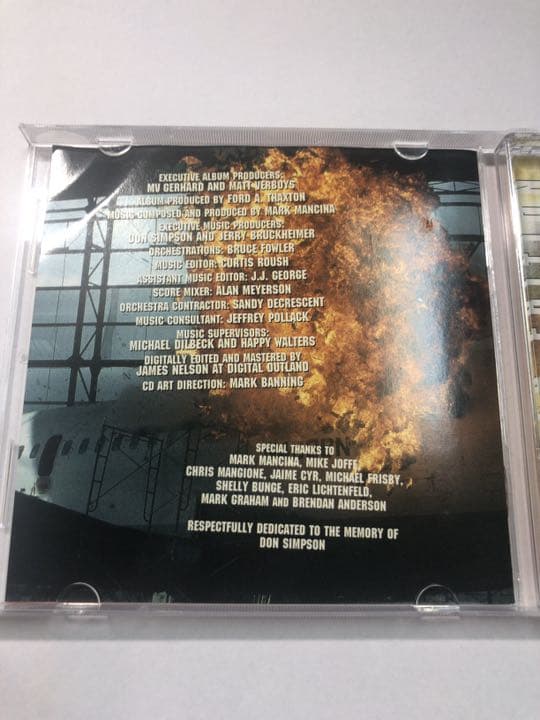 EXECUTIVE ALBUM PRODUCERS:
MV GERHARD AND MATT VERBOYS
ALBUM PRODUCED BY FORD A. THAXTON
MUSIC COMPOSED AND PRODUCED BY MARK MANCINA
EXECUTIVE MUSIC PRODUCERS:
DON SIMPSON AND JERRY BRUCKHEIMER
ORCHESTRATIONS: BRUCE FOWLER
MUSIC EDITOR: CURTIS ROUSH
ASSISTANT MUSIC EDITOR: J.J. GEORGE
SCORE MIXER: ALAN MEYERSON
ORCHESTRA CONTRACTOR: SANDY DECRESCENT
MUSIC CONSULTANT: JEFFREY POLLACK
MUSIC SUPERVISORS:
MICHAEL DILBECK AND HAPPY WALTERS
DIGITALLY EDITED AND MASTERED BY
JAMES NELSON AT DIGITAL OUTLAND
CD ART DIRECTION: MARK BANNING
SPECIAL THANKS TO
MARK MANCINA, MIKE JOFFE,
CHRIS MANGIONE, JAIME CYR, MICHAEL FRISBY,
SHELLY BUNGE, ERIC LICHTENFELD,
MARK GRAHAM AND BRENDAN ANDERSON
RESPECTFULLY DEDICATED TO THE MEMORY OF
DON SIMPSON